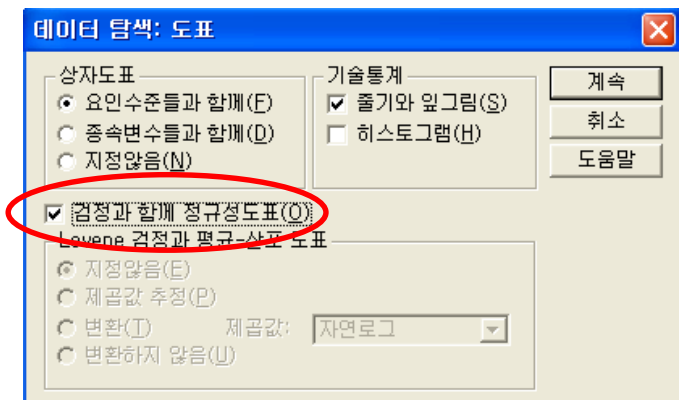 데이터 탐색: 도표
상자도표
요인수준들과 함께(F)
종속변수들과 함께(D)
지정않음(N)
기술통계
줄기와 잎그림(S)
히스토그램(H)
계속
취소
도움말
검정과 함께 정규성도표(O)
Levene 검정과 평균-산포 도표
지정않음(E)
제곱값 추정(P)
변환(T) 제곱값: 자연로그
변환하지 않음(U)